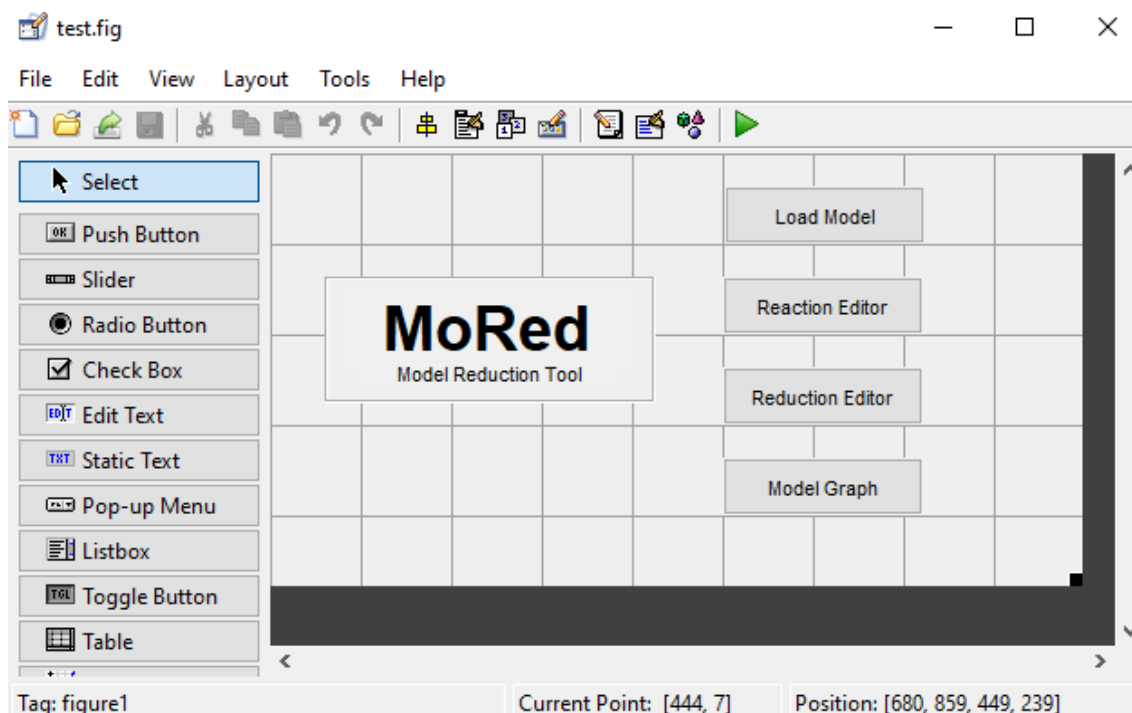 test.fig
File Edit View Layout Tools Help
Select
Push Button
Slider
Radio Button
Check Box
Edit Text
Static Text
Pop-up Menu
Listbox
Toggle Button
Table
MoRed
Model Reduction Tool
Load Model
Reaction Editor
Reduction Editor
Model Graph
Tag: figure1 Current Point: [444, 7] Position: [680, 859, 449, 239]